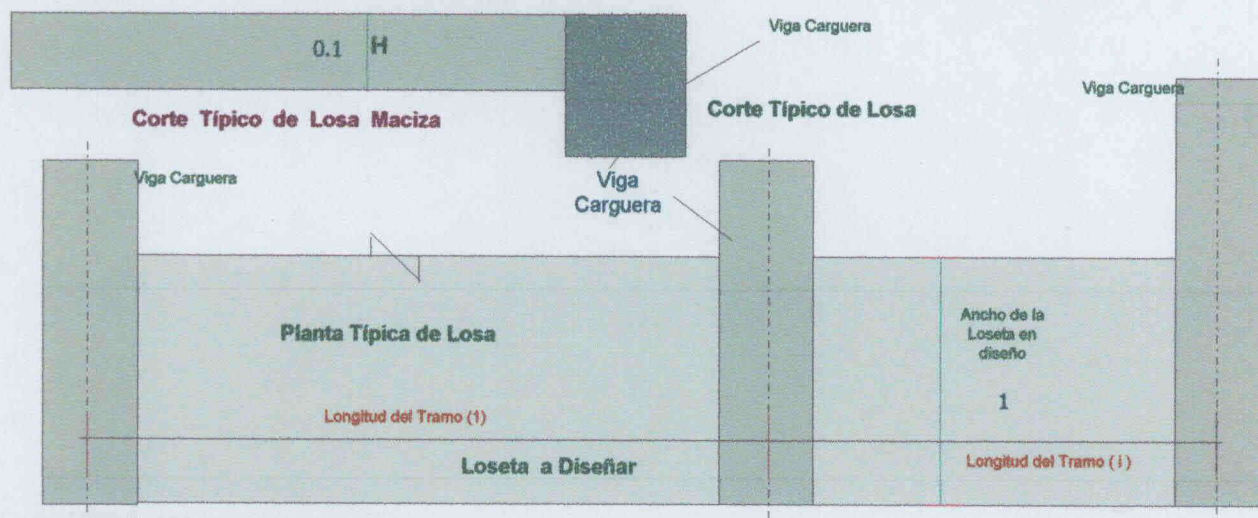 Viga Carguera
0.1 H
Viga Carguera
Corte Típico de Losa Maciza
Corte Típico de Losa
Viga Carguera
Viga
Carguera
Planta Típica de Losa
Ancho de la
Loseta en
diseño
1
Longitud del Tramo (1)
Loseta a Diseñar
Longitud del Tramo ( i )